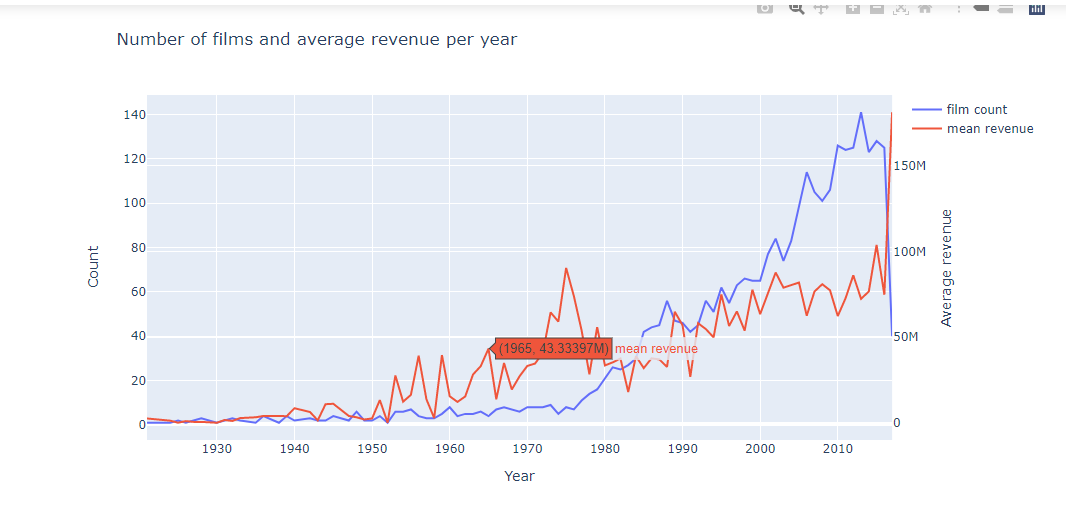 Number of films and average revenue per year
film count
mean revenue
140
120
100
80
60
40
20
0
Count
150M
100M
50M
0
Average revenue
(1965, 43.33397M) mean revenue
1930 1940 1950 1960 1970 1980 1990 2000 2010
Year